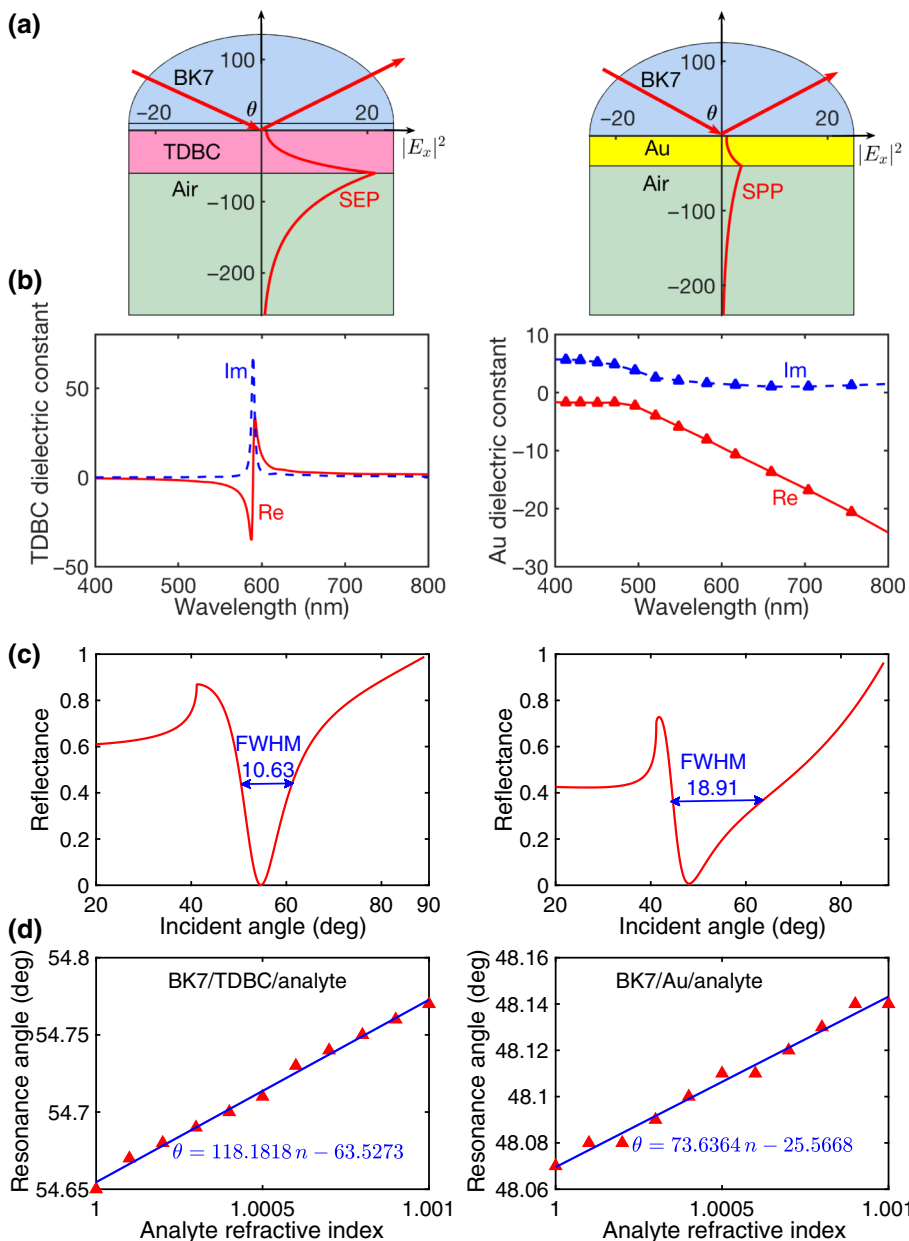 (a)
100
BK7
θ
−20
20
|E_x|²
TDBC
Air
−100
SEP
−200
100
BK7
θ
−20
20
|E_x|²
Au
Air
−100
SPP
−200
(b)
TDBC dielectric constant
50
0
−50
Im
Re
400 500 600 700 800
Wavelength (nm)
Au dielectric constant
10
0
−10
−20
−30
Im
Re
400 500 600 700 800
Wavelength (nm)
(c)
Reflectance
1
0.8
0.6
0.4
0.2
0
FWHM
10.63
20 40 60 80 90
Incident angle (deg)
Reflectance
1
0.8
0.6
0.4
0.2
0
FWHM
18.91
20 40 60 80 90
Incident angle (deg)
(d)
Resonance angle (deg)
54.8
54.75
54.7
54.65
BK7/TDBC/analyte
θ = 118.1818 n − 63.5273
1 1.0005 1.001
Analyte refractive index
Resonance angle (deg)
48.16
48.14
48.12
48.10
48.080
48.06
BK7/Au/analyte
θ = 73.6364 n − 25.5668
1 1.0005 1.001
Analyte refractive index